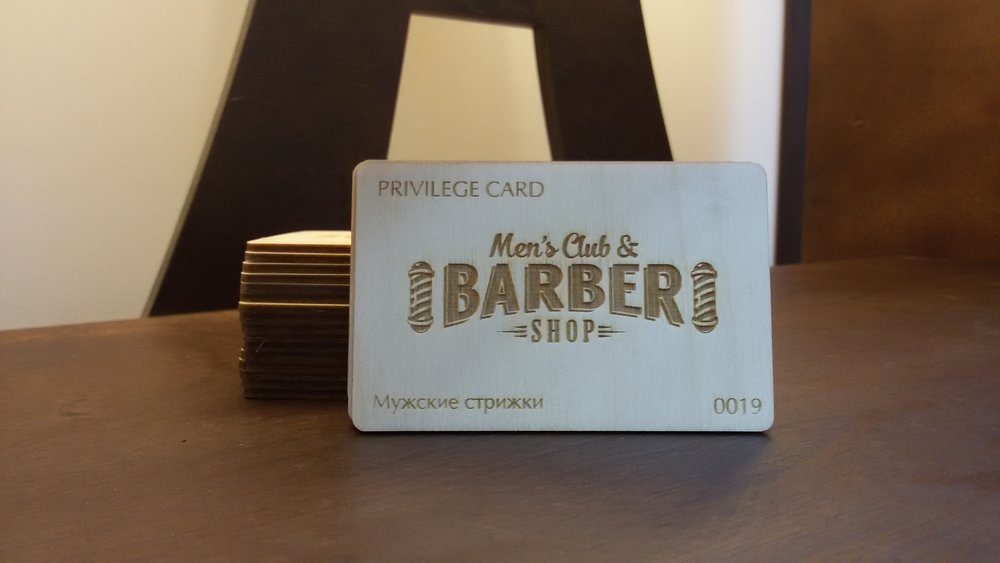 PRIVILEGE CARD
Men's Club &
BARBER
SHOP
Мужские стрижки
0019